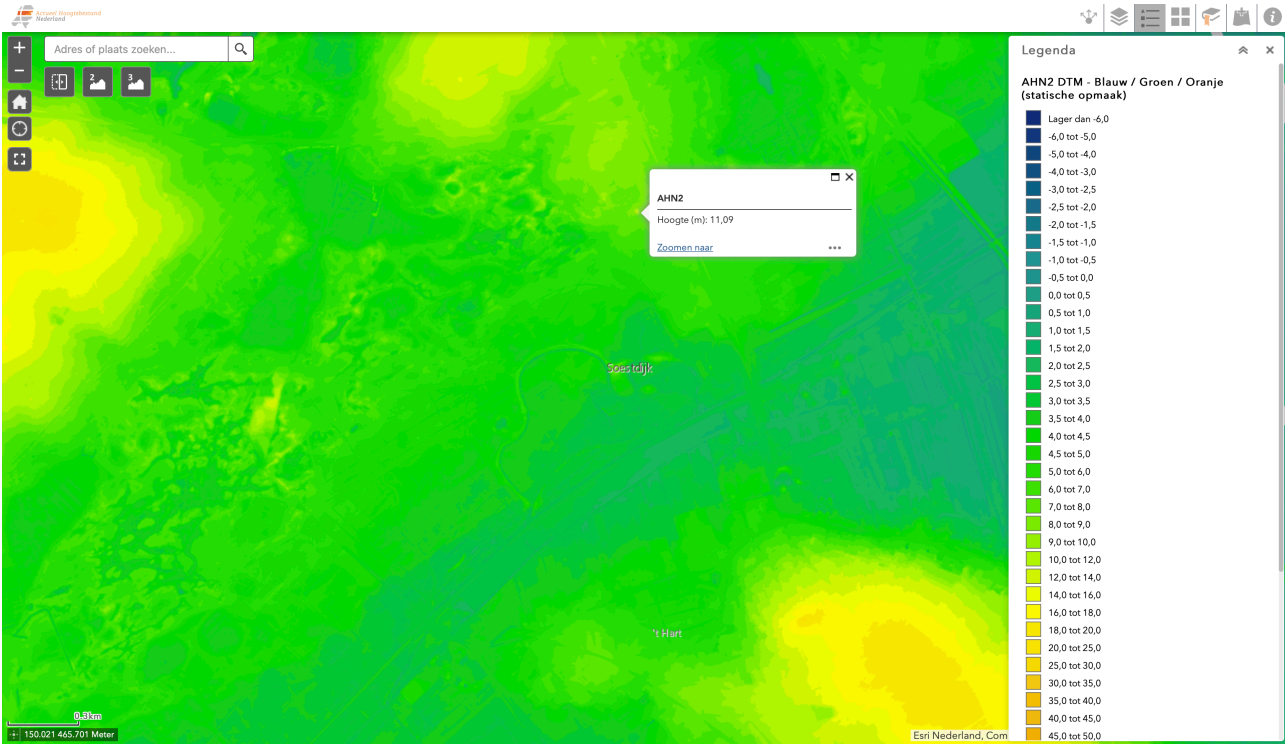 Actueel Hoogtebestand
Nederland
Adres of plaats zoeken...
2
3
AHN2
Hoogte (m): 11,09
Zoomen naar
Soestdijk
't Hart
0.3km
150.021 465.701 Meter
Esri Nederland, Com
Legenda
AHN2 DTM - Blauw / Groen / Oranje
(statische opmaak)
Lager dan -6,0
-6,0 tot -5,0
-5,0 tot -4,0
-4,0 tot -3,0
-3,0 tot -2,5
-2,5 tot -2,0
-2,0 tot -1,5
-1,5 tot -1,0
-1,0 tot -0,5
-0,5 tot 0,0
0,0 tot 0,5
0,5 tot 1,0
1,0 tot 1,5
1,5 tot 2,0
2,0 tot 2,5
2,5 tot 3,0
3,0 tot 3,5
3,5 tot 4,0
4,0 tot 4,5
4,5 tot 5,0
5,0 tot 6,0
6,0 tot 7,0
7,0 tot 8,0
8,0 tot 9,0
9,0 tot 10,0
10,0 tot 12,0
12,0 tot 14,0
14,0 tot 16,0
16,0 tot 18,0
18,0 tot 20,0
20,0 tot 25,0
25,0 tot 30,0
30,0 tot 35,0
35,0 tot 40,0
40,0 tot 45,0
45,0 tot 50,0